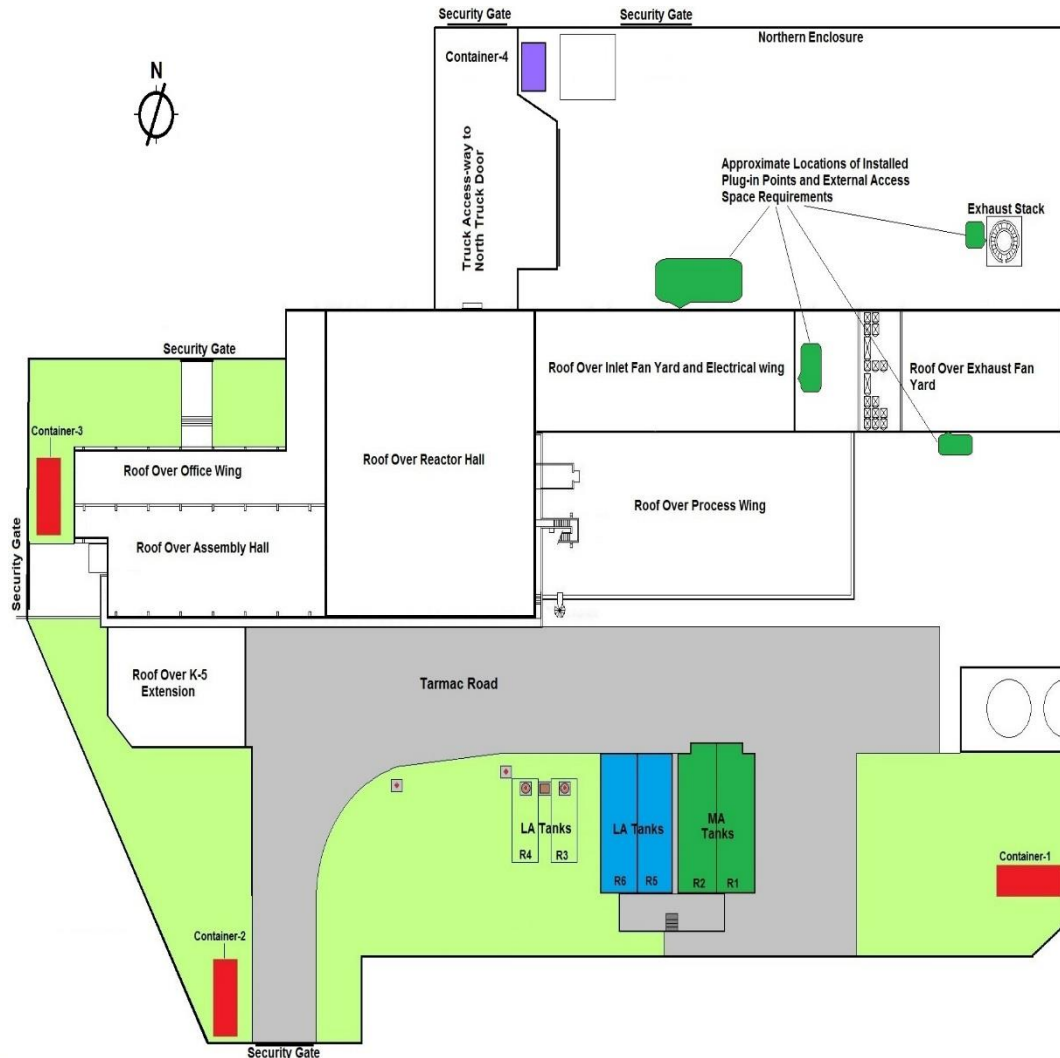 Security Gate
Security Gate
Northern Enclosure
Container-4
N
Truck Access-way to
North Truck Door
Approximate Locations of Installed
Plug-in Points and External Access
Space Requirements
Exhaust Stack
Security Gate
Roof Over Inlet Fan Yard and Electrical wing
Roof Over Exhaust Fan
Yard
Container-3
Roof Over Office Wing
Roof Over Reactor Hall
Roof Over Process Wing
Roof Over Assembly Hall
Security Gate
Roof Over K-5
Extension
Tarmac Road
LA Tanks
R4
R3
LA Tanks
R6
R5
MA
Tanks
R2
R1
Container-1
Container-2
Security Gate